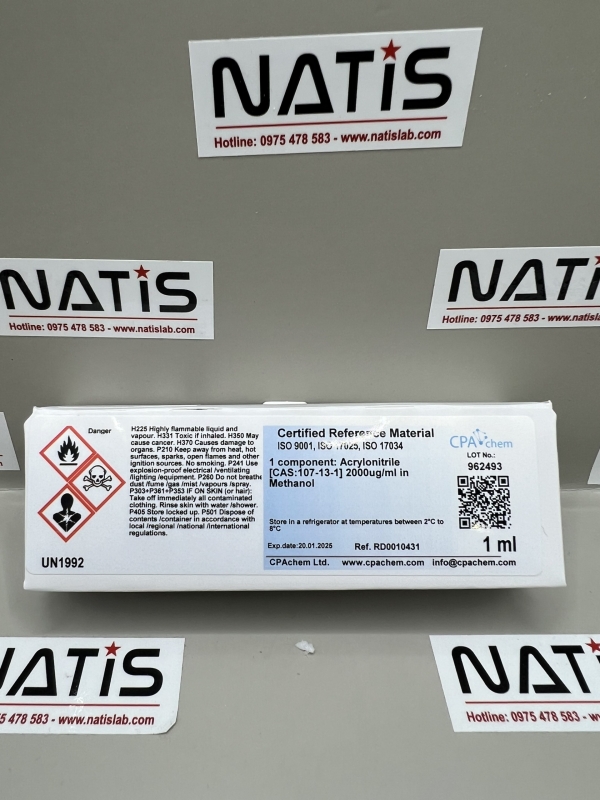 NATIS
Hotline: 0975 478 583 - www.natislab.com
NATIS
Hotline: 0975 478 583 - www.natislab.com
NATIS
Hotline: 0975 478 583 - www.natisla
Danger
H225 Highly flammable liquid and
vapour. H331 Toxic if inhaled. H350 May
cause cancer. H370 Causes damage to
organs. P210 Keep away from heat, hot
surfaces, sparks, open flames and other
ignition sources. No smoking. P241 Use
explosion-proof electrical /ventilating
/lighting /equipment. P260 Do not breathe
dust /fume /gas /mist /vapours /spray.
P303+P361+P353 IF ON SKIN (or hair):
Take off immediately all contaminated
clothing. Rinse skin with water /shower.
P405 Store locked up. P501 Dispose of
contents /container in accordance with
local /regional /national /international
regulations.
UN1992
Certified Reference Material
ISO 9001, ISO 17025, ISO 17034
1 component: Acrylonitrile
[CAS:107-13-1] 2000ug/ml in
Methanol
CPAchem
LOT No.:
962493
Store in a refrigerator at temperatures between 2°C to
8°C
Exp.date:20.01.2025
Ref. RD0010431
1 ml
CPAchem Ltd. www.cpachem.com info@cpachem.com
NATIS
5 478 583 - www.natislab.com
NATIS
Hotline: 0975 478 583 - www.na